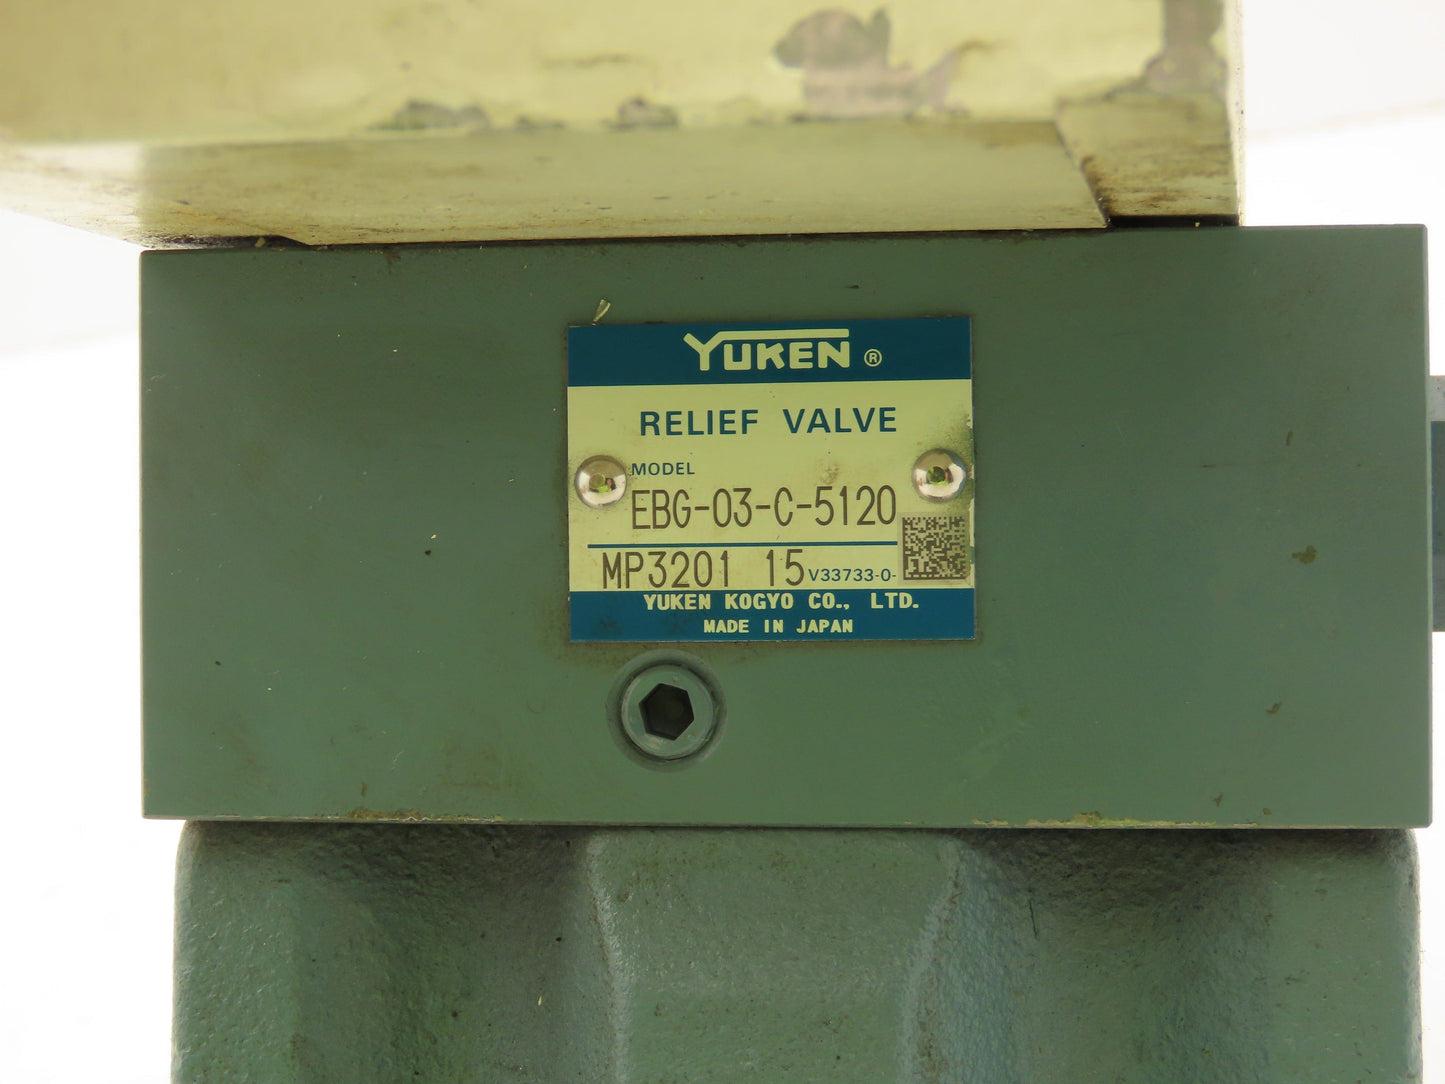 YUKEN ®
RELIEF VALVE
MODEL
EBG-03-C-5120
MP3201 15 V33733-0-
YUKEN KOGYO CO., LTD.
MADE IN JAPAN